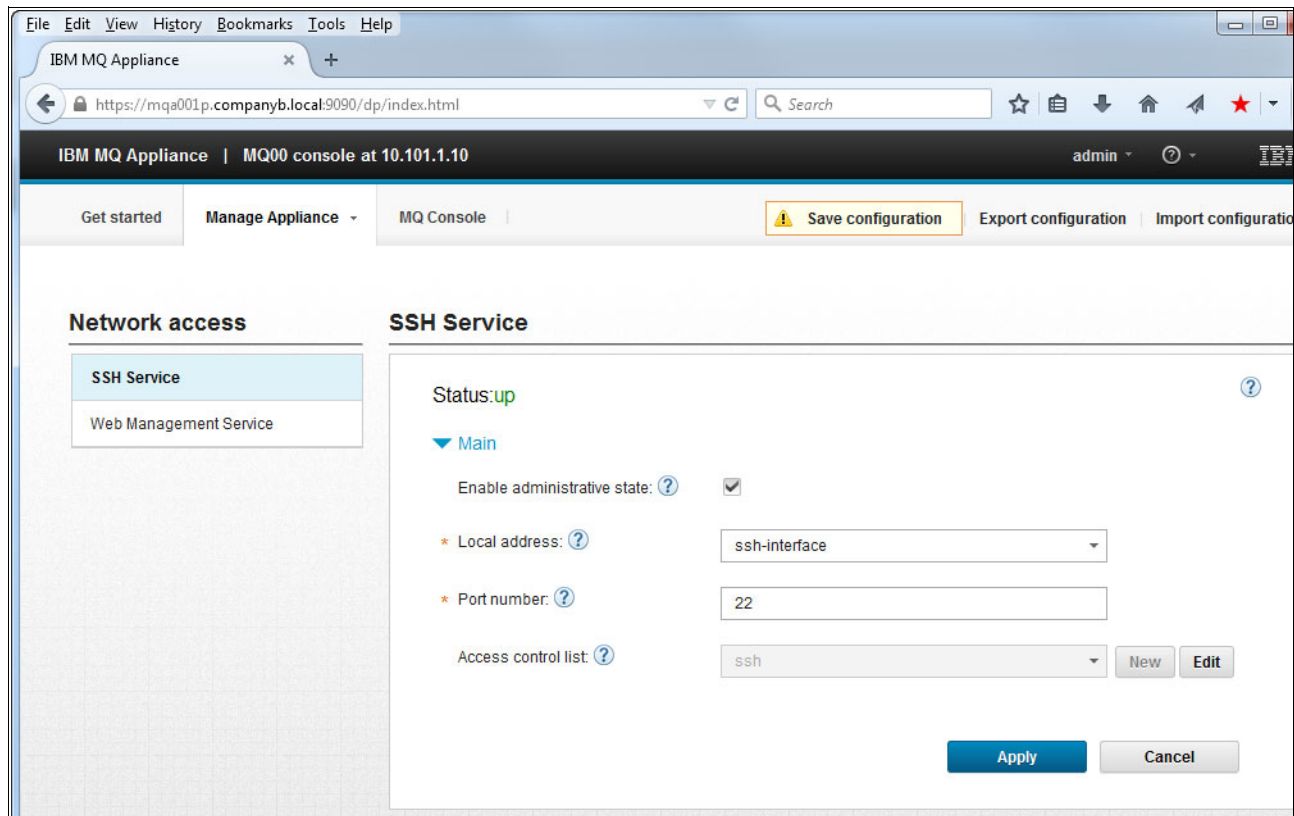 File Edit View History Bookmarks Tools Help
IBM MQ Appliance
https://mqa001p.companyb.local:9090/dp/index.html Search
IBM MQ Appliance | MQ00 console at 10.101.1.10 admin
Get started Manage Appliance MQ Console Save configuration Export configuration Import
Network access
SSH Service
Web Management Service
SSH Service
Status:up
Main
Enable administrative state:
* Local address: ssh-interface
* Port number: 22
Access control list: ssh New Edit
Apply Cancel